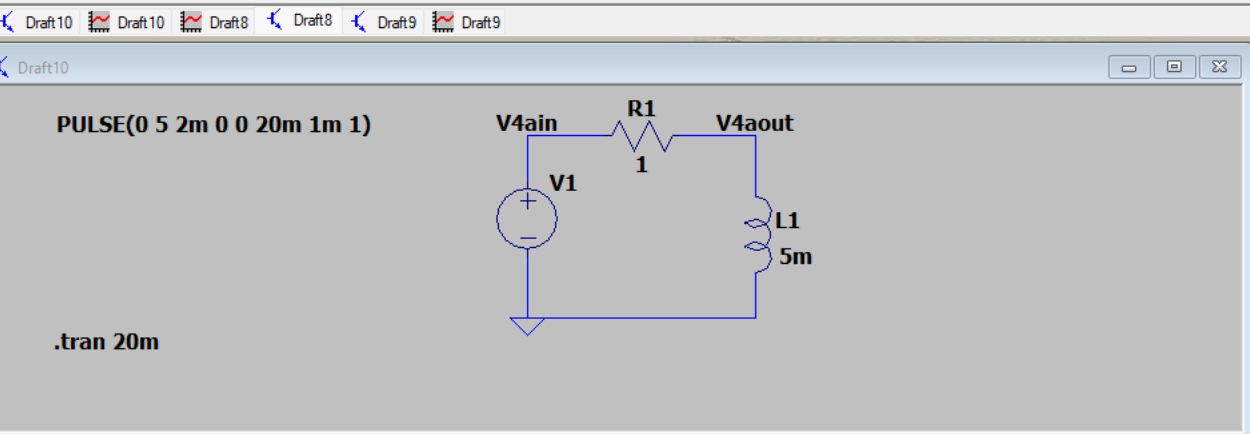 Draft10 Draft10 Draft8 Draft8 Draft9 Draft9
Draft10
PULSE(0 5 2m 0 0 20m 1m 1)
V4ain
R1
V4aout
1
V1
L1
5m
.tran 20m